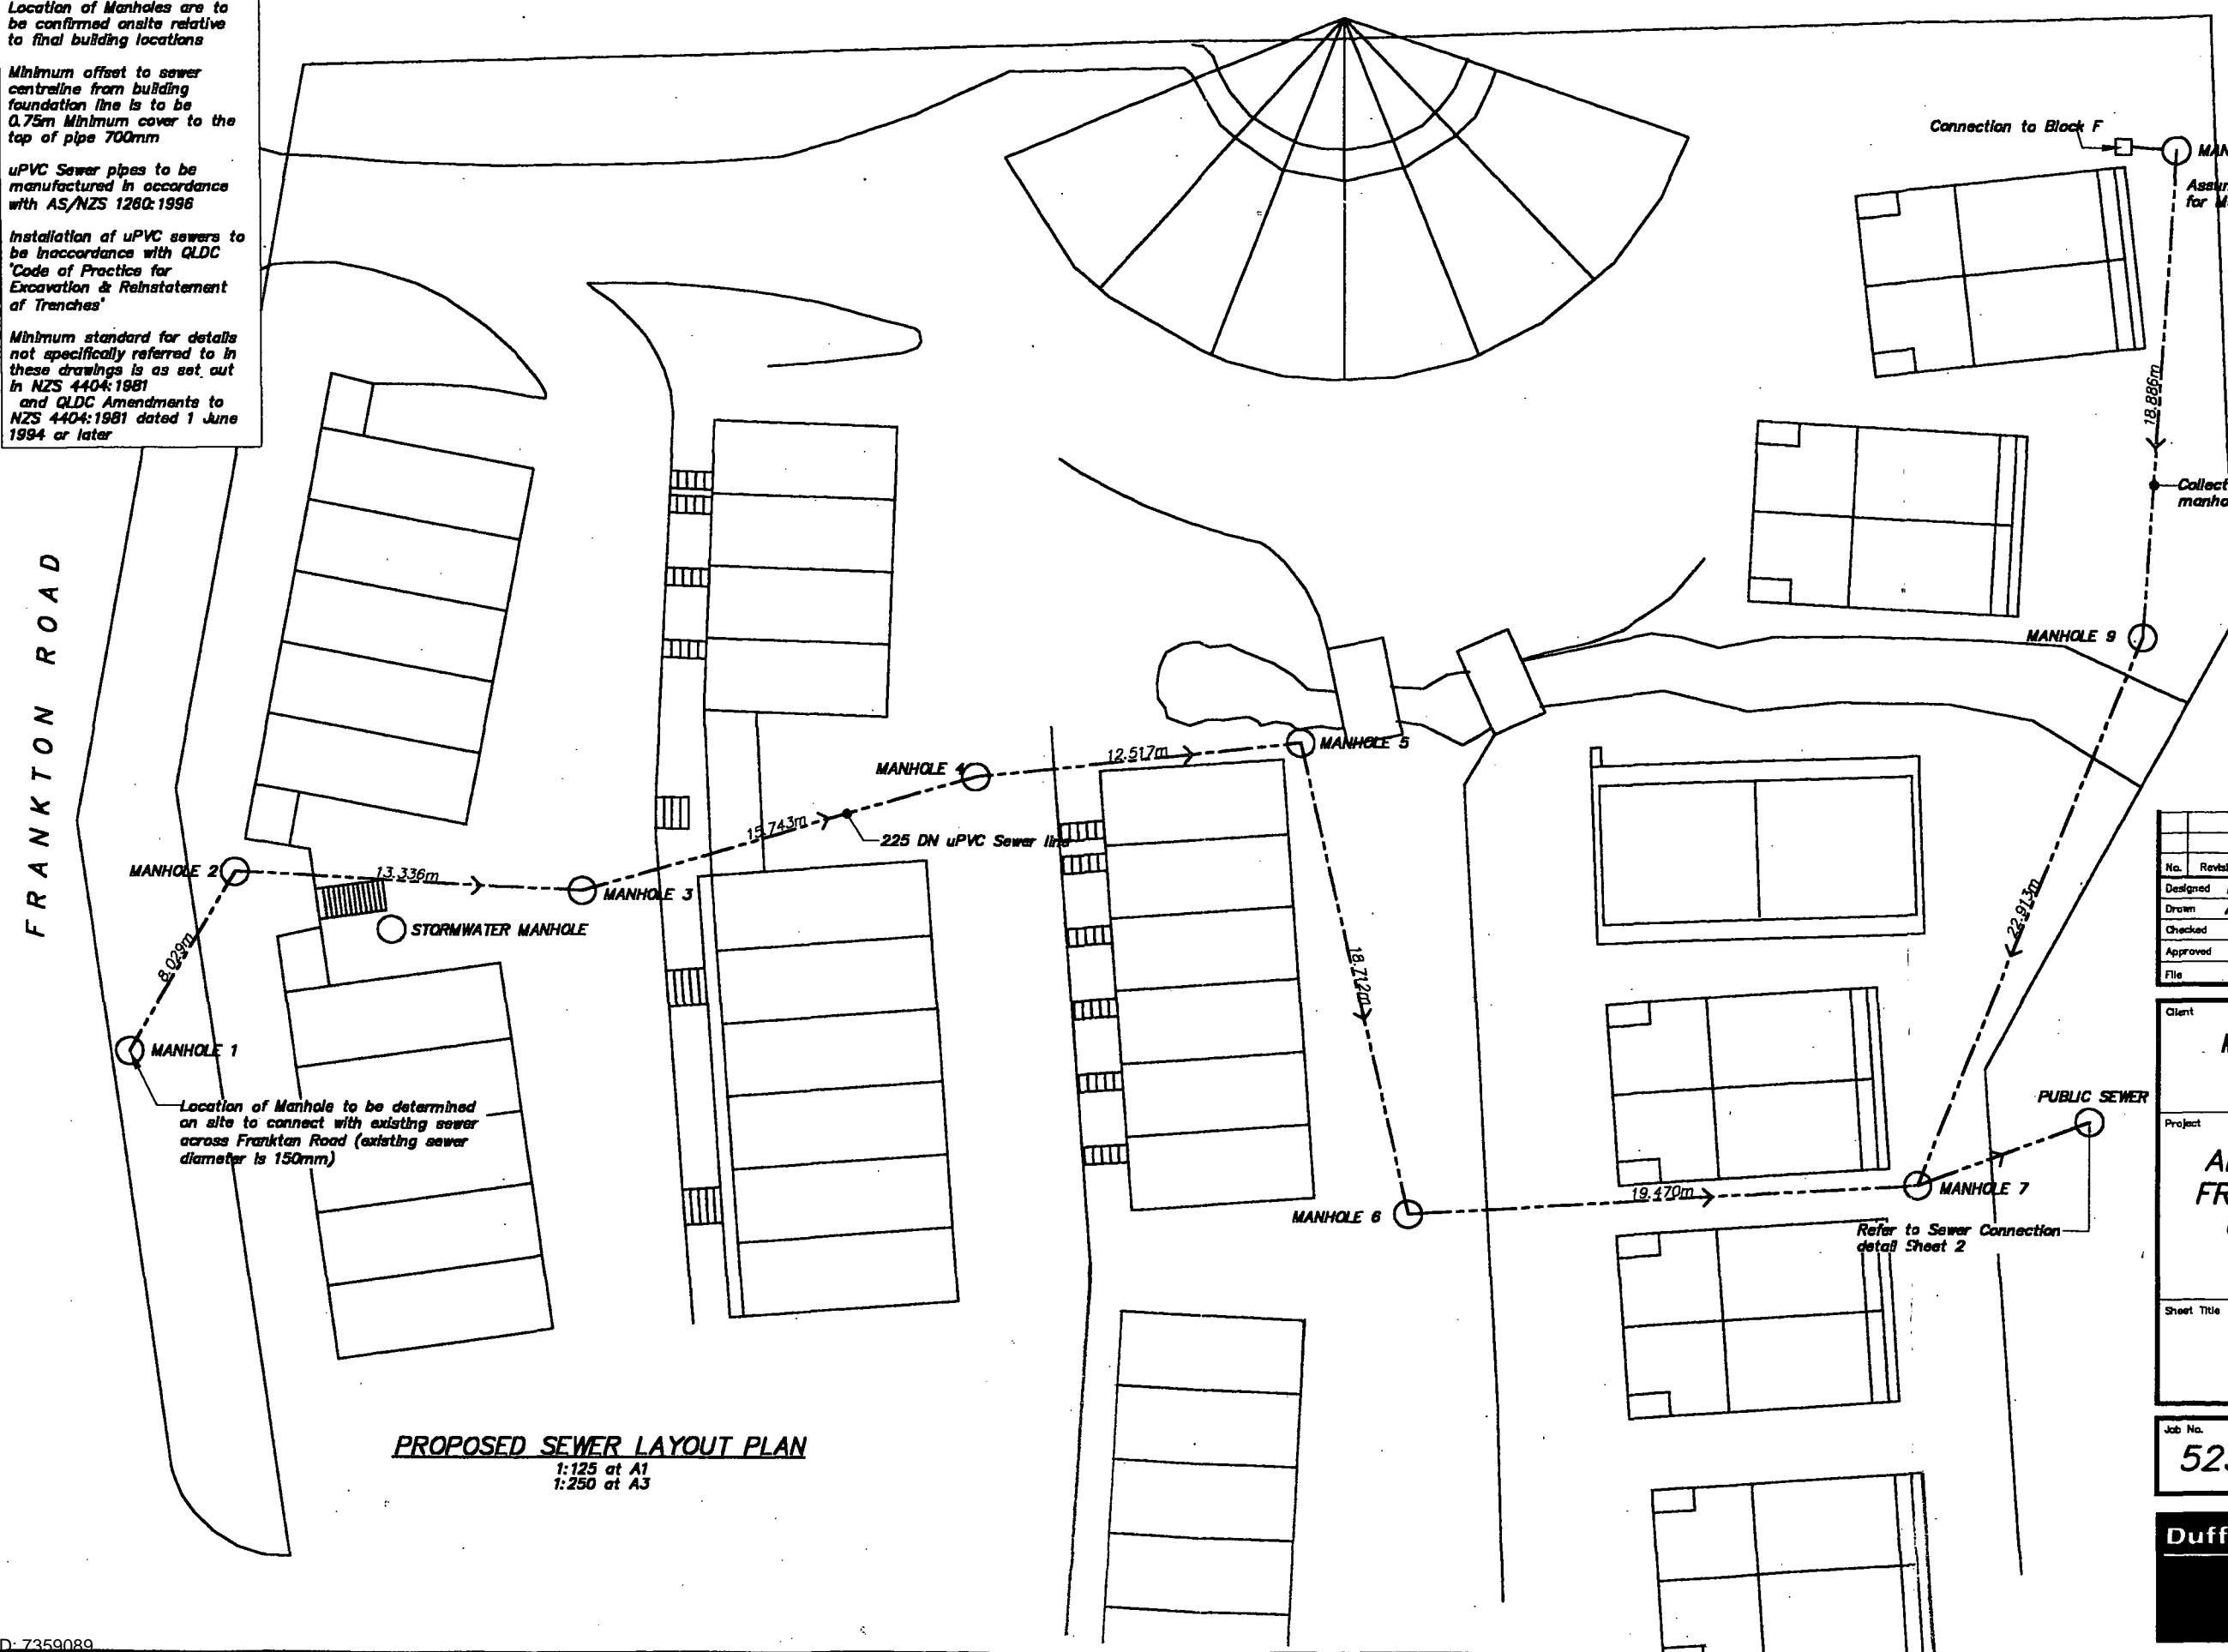 Location of Manholes are to
be confirmed onsite relative
to final building locations
Minimum offset to sewer
centreline from building
foundation line is to be
0.75m Minimum cover to the
top of pipe 700mm
uPVC Sewer pipes to be
manufactured in accordance
with AS/NZS 1260:1996
Installation of uPVC sewers to
be inaccordance with QLDC
'Code of Practice for
Excavation & Reinstatement
of Trenches'
Minimum standard for details
not specifically referred to in
these drawings is as set out
in NZS 4404:1981
and QLDC Amendments to
NZS 4404:1981 dated 1 June
1994 or later
Connection to Block F
MAN
Assum
for M
18.886m
Collect
manho
FRANKTON ROAD
MANHOLE 9
12.517m
MANHOLE 5
MANHOLE 4
15.743m
225 DN uPVC Sewer line
MANHOLE 2
13.336m
MANHOLE 3
STORMWATER MANHOLE
8.029m
22.913m
18.712m
MANHOLE 1
Location of Manhole to be determined
on site to connect with existing sewer
across Frankton Road (existing sewer
diameter is 150mm)
PUBLIC SEWER
19.470m
MANHOLE 7
MANHOLE 6
Refer to Sewer Connection
detail Sheet 2
No. Revisi
Designed
Drawn
Checked
Approved
File
Client
Project
FR
Sheet Title
Job No.
52
Duff
PROPOSED SEWER LAYOUT PLAN
1:125 at A1
1:250 at A3
D: 7359089